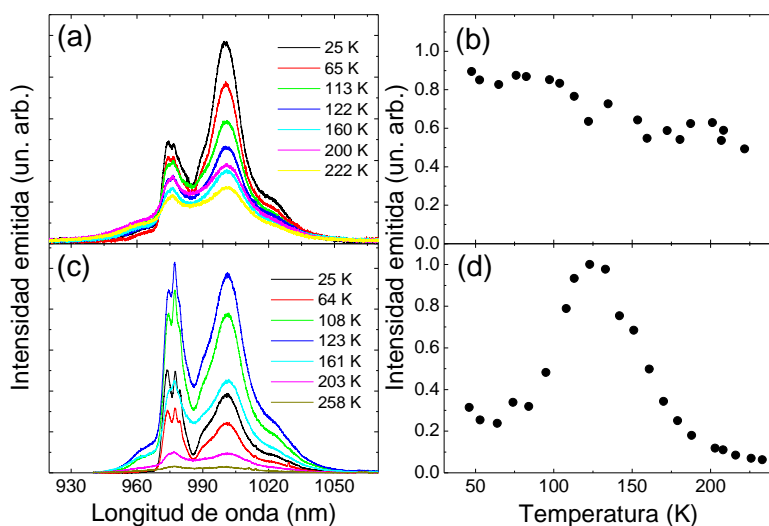 (a)
25 K
65 K
113 K
122 K
160 K
200 K
222 K
(b)
1.0
0.8
0.6
0.4
0.2
0.0
Intensidad emitida (un. arb.)
Intensidad emitida (un. arb.)
(c)
25 K
64 K
108 K
123 K
161 K
203 K
258 K
(d)
1.0
0.8
0.6
0.4
0.2
0.0
930 960 990 1020 1050
50 100 150 200
Longitud de onda (nm)
Temperatura (K)